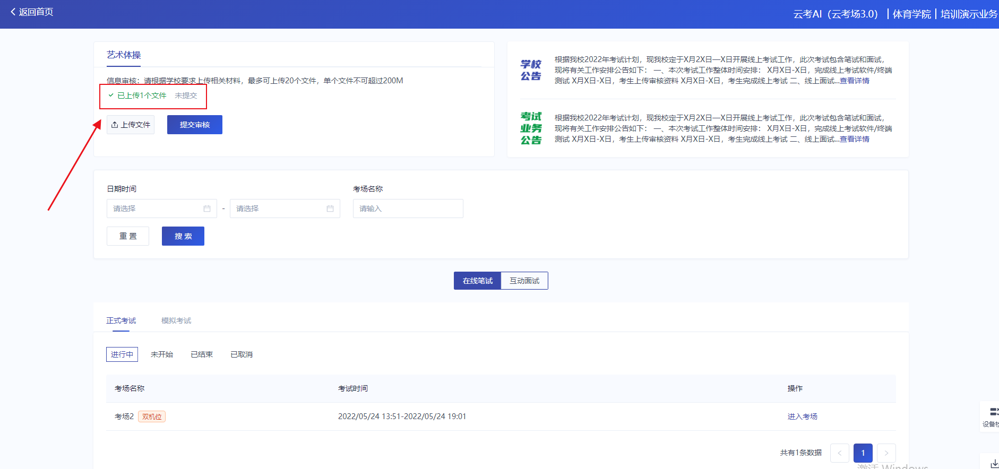 返回首页
云考AI（云考场3.0）｜体育学院｜培训演示业务
艺术体操
信息审核：请根据学校要求上传相关材料，最多可上传20个文件，单个文件不可超过200M
已上传1个文件 未提交
上传文件 提交审核
学校
公告
根据我校2022年考试计划，现我校定于X月2X日—X日开展线上考试工作，此次考试包含笔试和面试，
现将有关工作安排公告如下： 一、本次考试工作整体时间安排： X月X日-X日，完成线上考试软件/终端
测试 X月X日-X日，考生上传审核资料 X月X日-X日，考生完成线上考试 二、线上面试...查看详情
考试
业务
公告
根据我校2022年考试计划，现我校定于X月2X日—X日开展线上考试工作，此次考试包含笔试和面试，
现将有关工作安排公告如下： 一、本次考试工作整体时间安排： X月X日-X日，完成线上考试软件/终端
测试 X月X日-X日，考生上传审核资料 X月X日-X日，考生完成线上考试 二、线上面试...查看详情
日期时间 考场名称
请选择 - 请选择 请输入
重 置 搜 索
在线笔试 互动面试
正式考试 模拟考试
进行中 未开始 已结束 已取消
考场名称 考试时间 操作
考场2 双机位 2022/05/24 13:51-2022/05/24 19:01 进入考场
设备
共有1条数据 < 1 >
激活 Windows